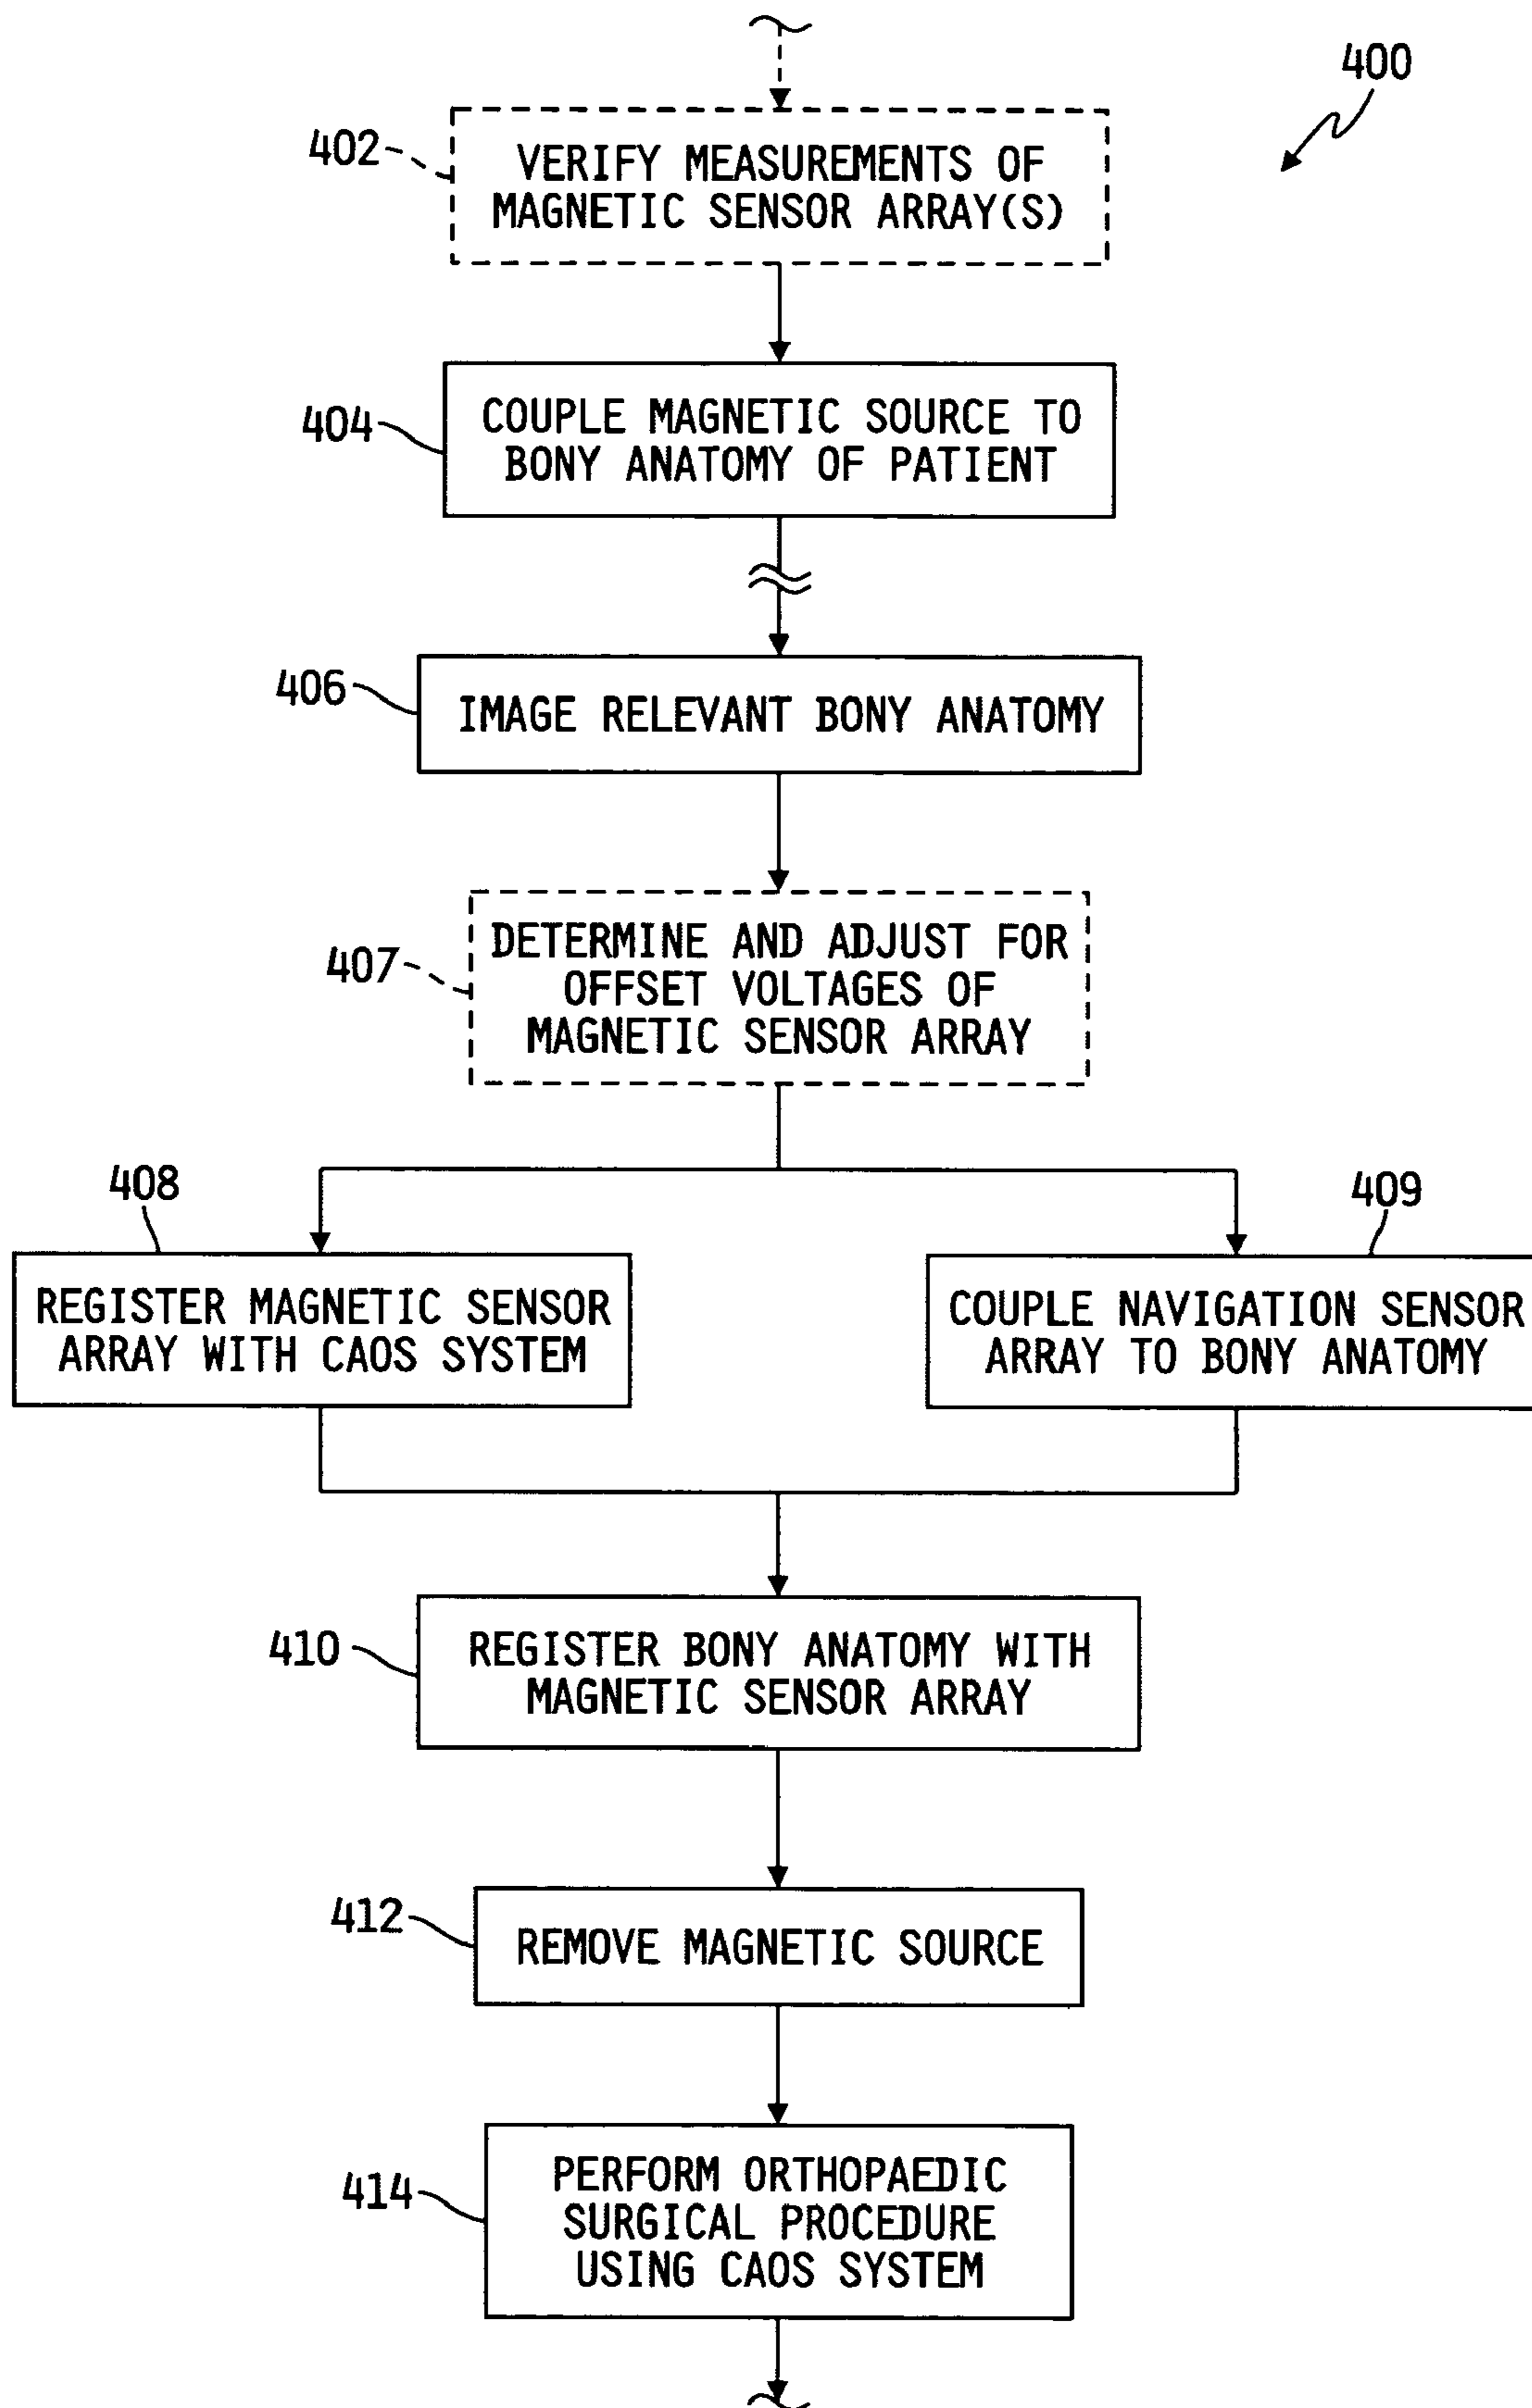 400
402
VERIFY MEASUREMENTS OF
MAGNETIC SENSOR ARRAY(S)
404
COUPLE MAGNETIC SOURCE TO
BONY ANATOMY OF PATIENT
406
IMAGE RELEVANT BONY ANATOMY
407
DETERMINE AND ADJUST FOR
OFFSET VOLTAGES OF
MAGNETIC SENSOR ARRAY
408
REGISTER MAGNETIC SENSOR
ARRAY WITH CAOS SYSTEM
409
COUPLE NAVIGATION SENSOR
ARRAY TO BONY ANATOMY
410
REGISTER BONY ANATOMY WITH
MAGNETIC SENSOR ARRAY
412
REMOVE MAGNETIC SOURCE
414
PERFORM ORTHOPAEDIC
SURGICAL PROCEDURE
USING CAOS SYSTEM